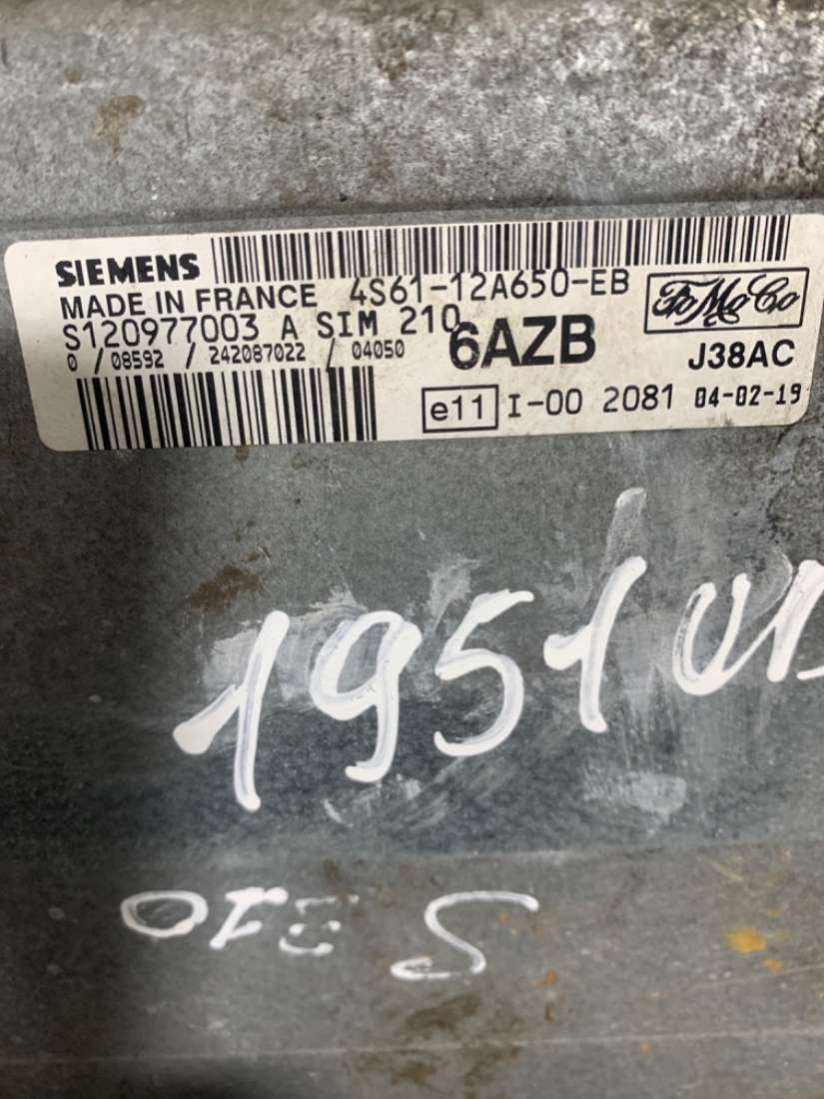 SIEMENS
MADE IN FRANCE 4S61-12A650-EB
FoMoCo
S120977003 A SIM 210
6AZB
J38AC
0 / 08592 / 242087022 / 04050
e11 I-00 2081 04-02-19
1951